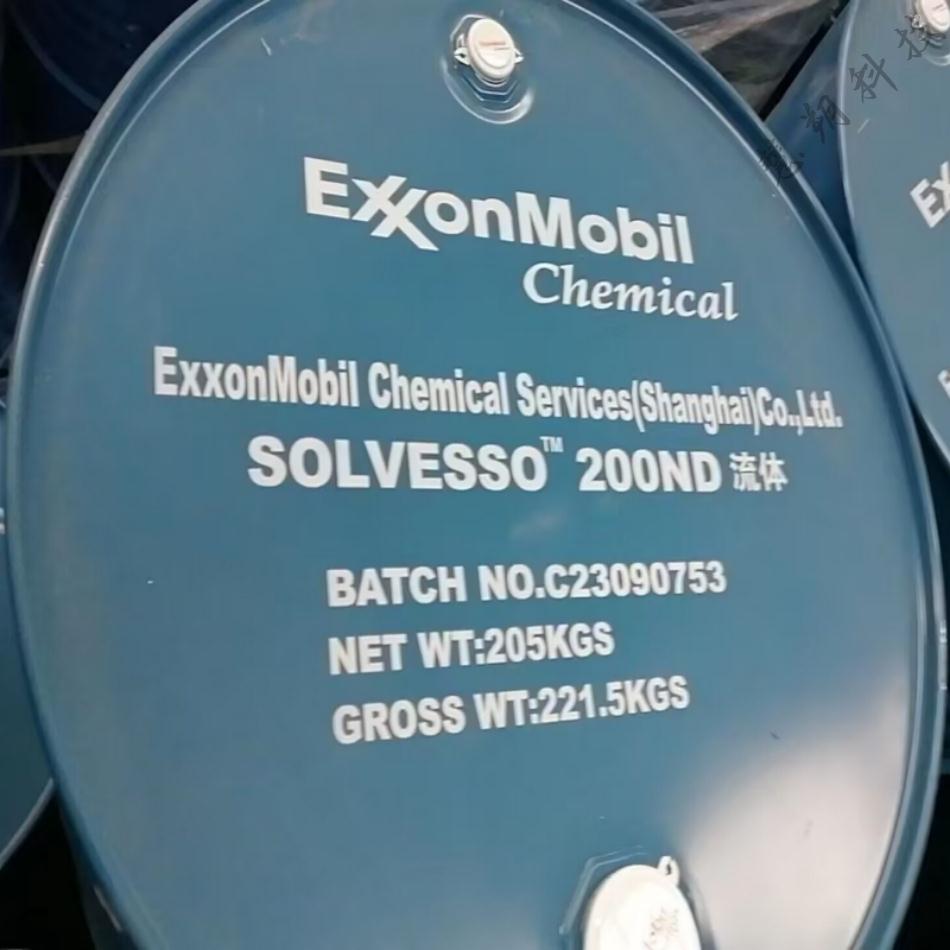 ExxonMobil
Chemical
ExxonMobil Chemical Services(Shanghai)Co.,Ltd.
SOLVESSO™ 200ND 流体
BATCH NO.C23090753
NET WT:205KGS
GROSS WT:221.5KGS
Ex